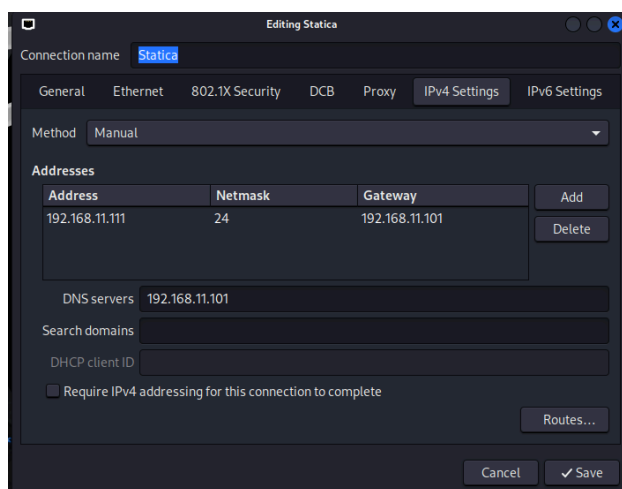 Editing Statica
Connection name Statica
General Ethernet 802.1X Security DCB Proxy IPv4 Settings IPv6 Settings
Method Manual
Addresses
Address Netmask Gateway Add
192.168.11.111 24 192.168.11.101
Delete
DNS servers 192.168.11.101
Search domains
DHCP client ID
Require IPv4 addressing for this connection to complete
Routes...
Cancel Save